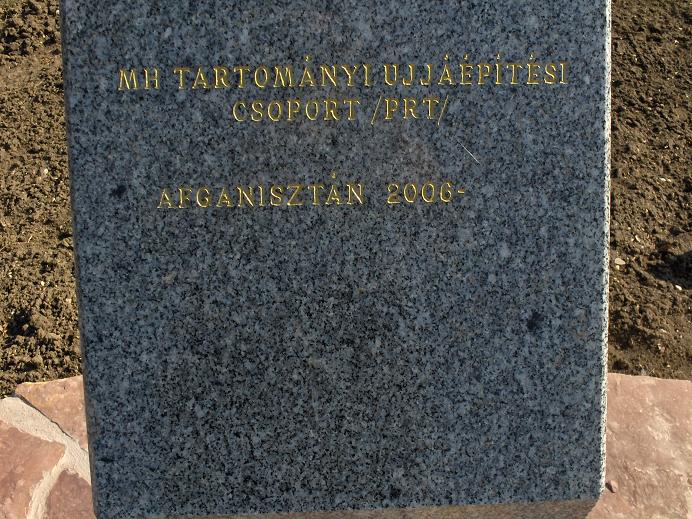 MH TARTOMÁNYI UJJÁÉPÍTÉSI
CSOPORT /PRT/
AFGANISZTÁN 2006-